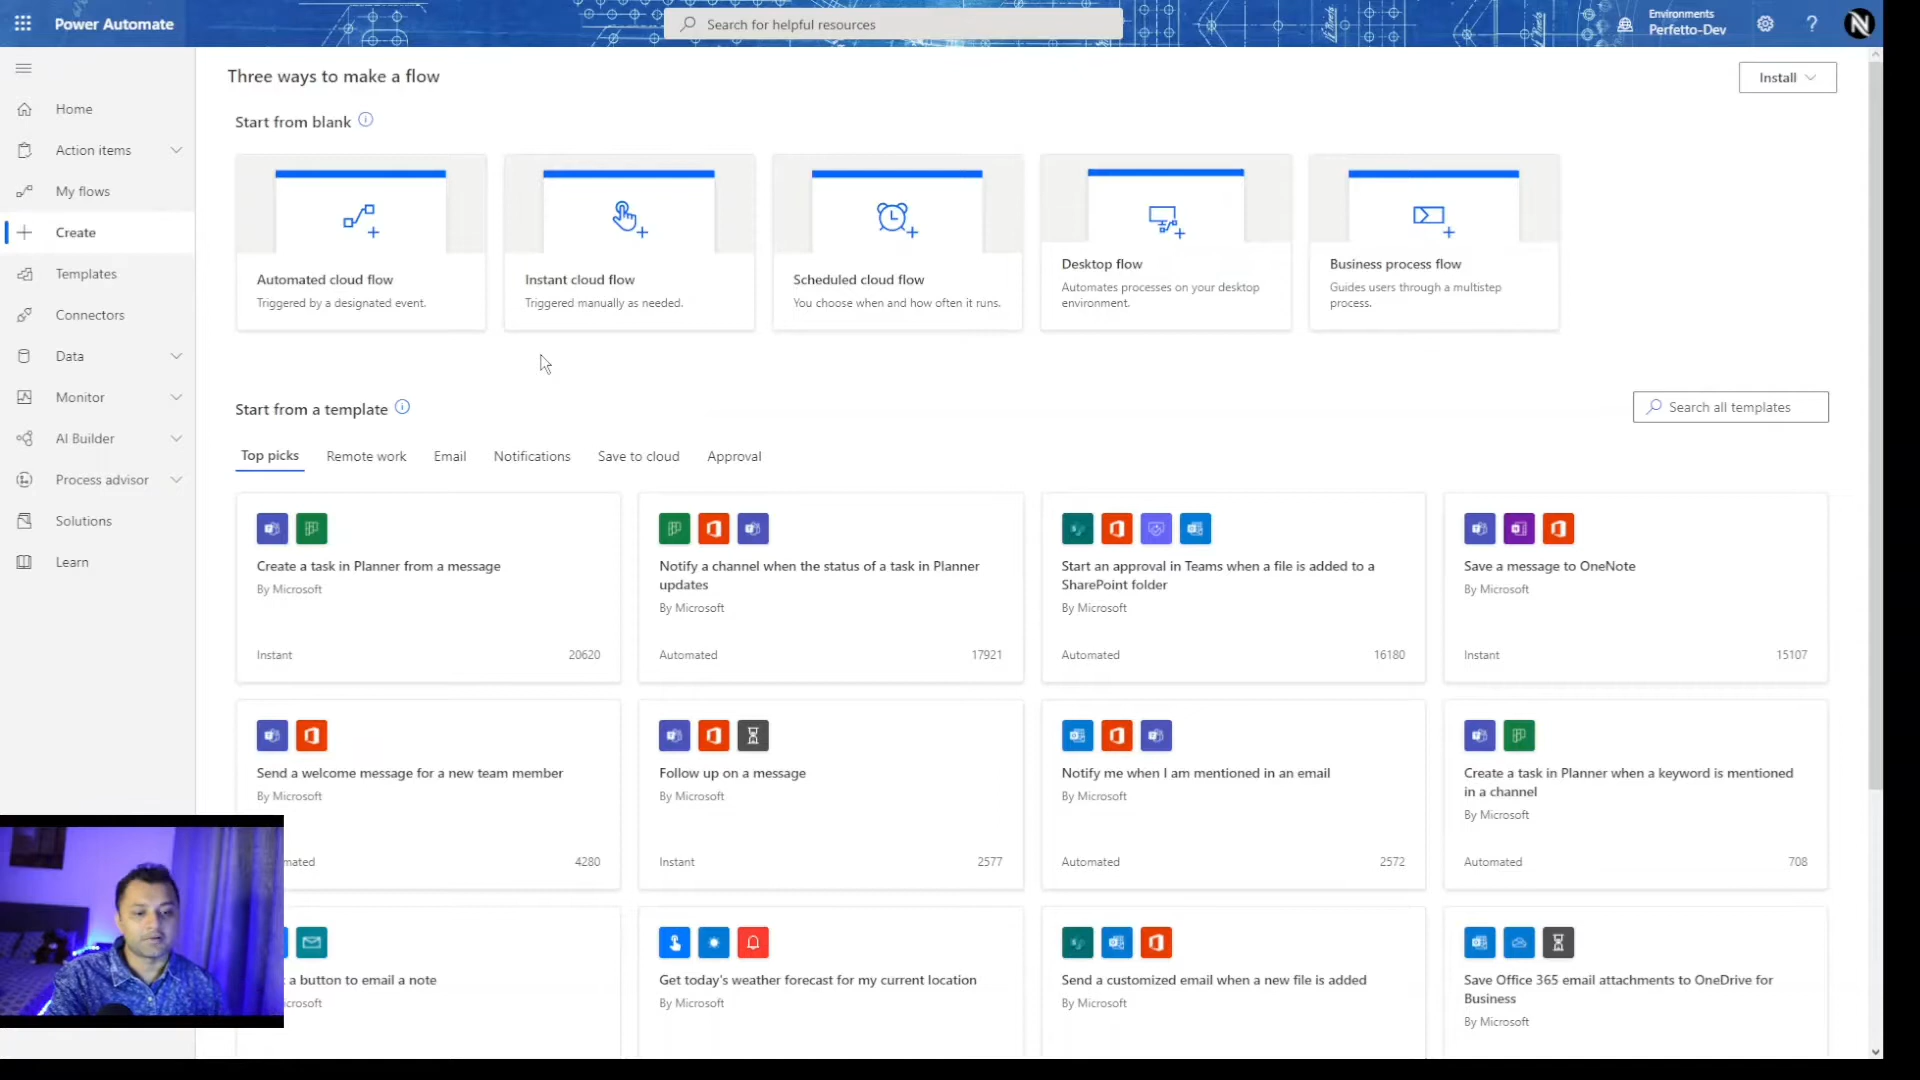 Power Automate
Search for helpful resources
Environments
Perfetto-Dev
?
N
Home
Action items
My flows
Create
Templates
Connectors
Data
Monitor
AI Builder
Process advisor
Solutions
Learn
Three ways to make a flow
Install
Start from blank
Automated cloud flow
Triggered by a designated event.
Instant cloud flow
Triggered manually as needed.
Scheduled cloud flow
You choose when and how often it runs.
Desktop flow
Automates processes on your desktop
environment.
Business process flow
Guides users through a multistep
process.
Start from a template
Search all templates
Top picks
Remote work
Email
Notifications
Save to cloud
Approval
Create a task in Planner from a message
By Microsoft
Instant
20620
Notify a channel when the status of a task in Planner
updates
By Microsoft
Automated
17921
Start an approval in Teams when a file is added to a
SharePoint folder
By Microsoft
Automated
16180
Save a message to OneNote
By Microsoft
Instant
15107
Send a welcome message for a new team member
By Microsoft
mated
4280
Follow up on a message
By Microsoft
Instant
2577
Notify me when I am mentioned in an email
By Microsoft
Automated
2572
Create a task in Planner when a keyword is mentioned
in a channel
By Microsoft
Automated
708
a button to email a note
crosoft
Get today's weather forecast for my current location
By Microsoft
Send a customized email when a new file is added
By Microsoft
Save Office 365 email attachments to OneDrive for
Business
By Microsoft